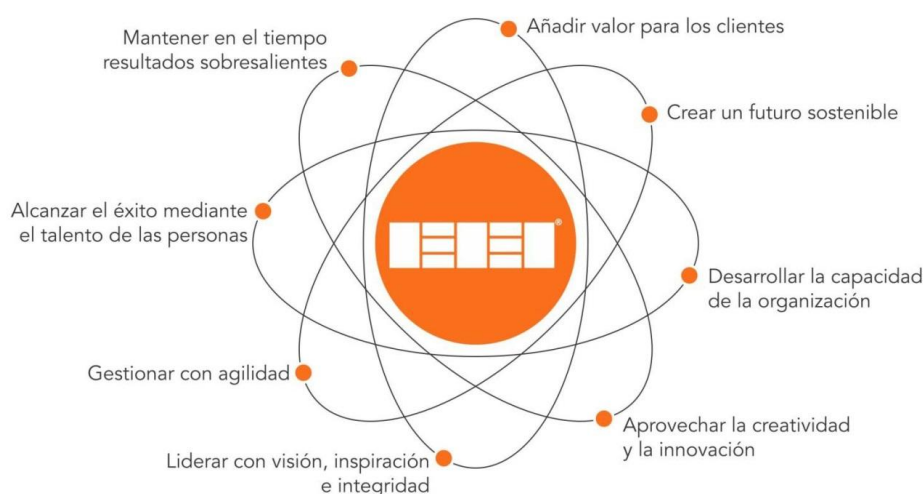 Añadir valor para los clientes
Crear un futuro sostenible
Desarrollar la capacidad
de la organización
Aprovechar la creatividad
y la innovación
Liderar con visión, inspiración
e integridad
Gestionar con agilidad
Alcanzar el éxito mediante
el talento de las personas
Mantener en el tiempo
resultados sobresalientes
®